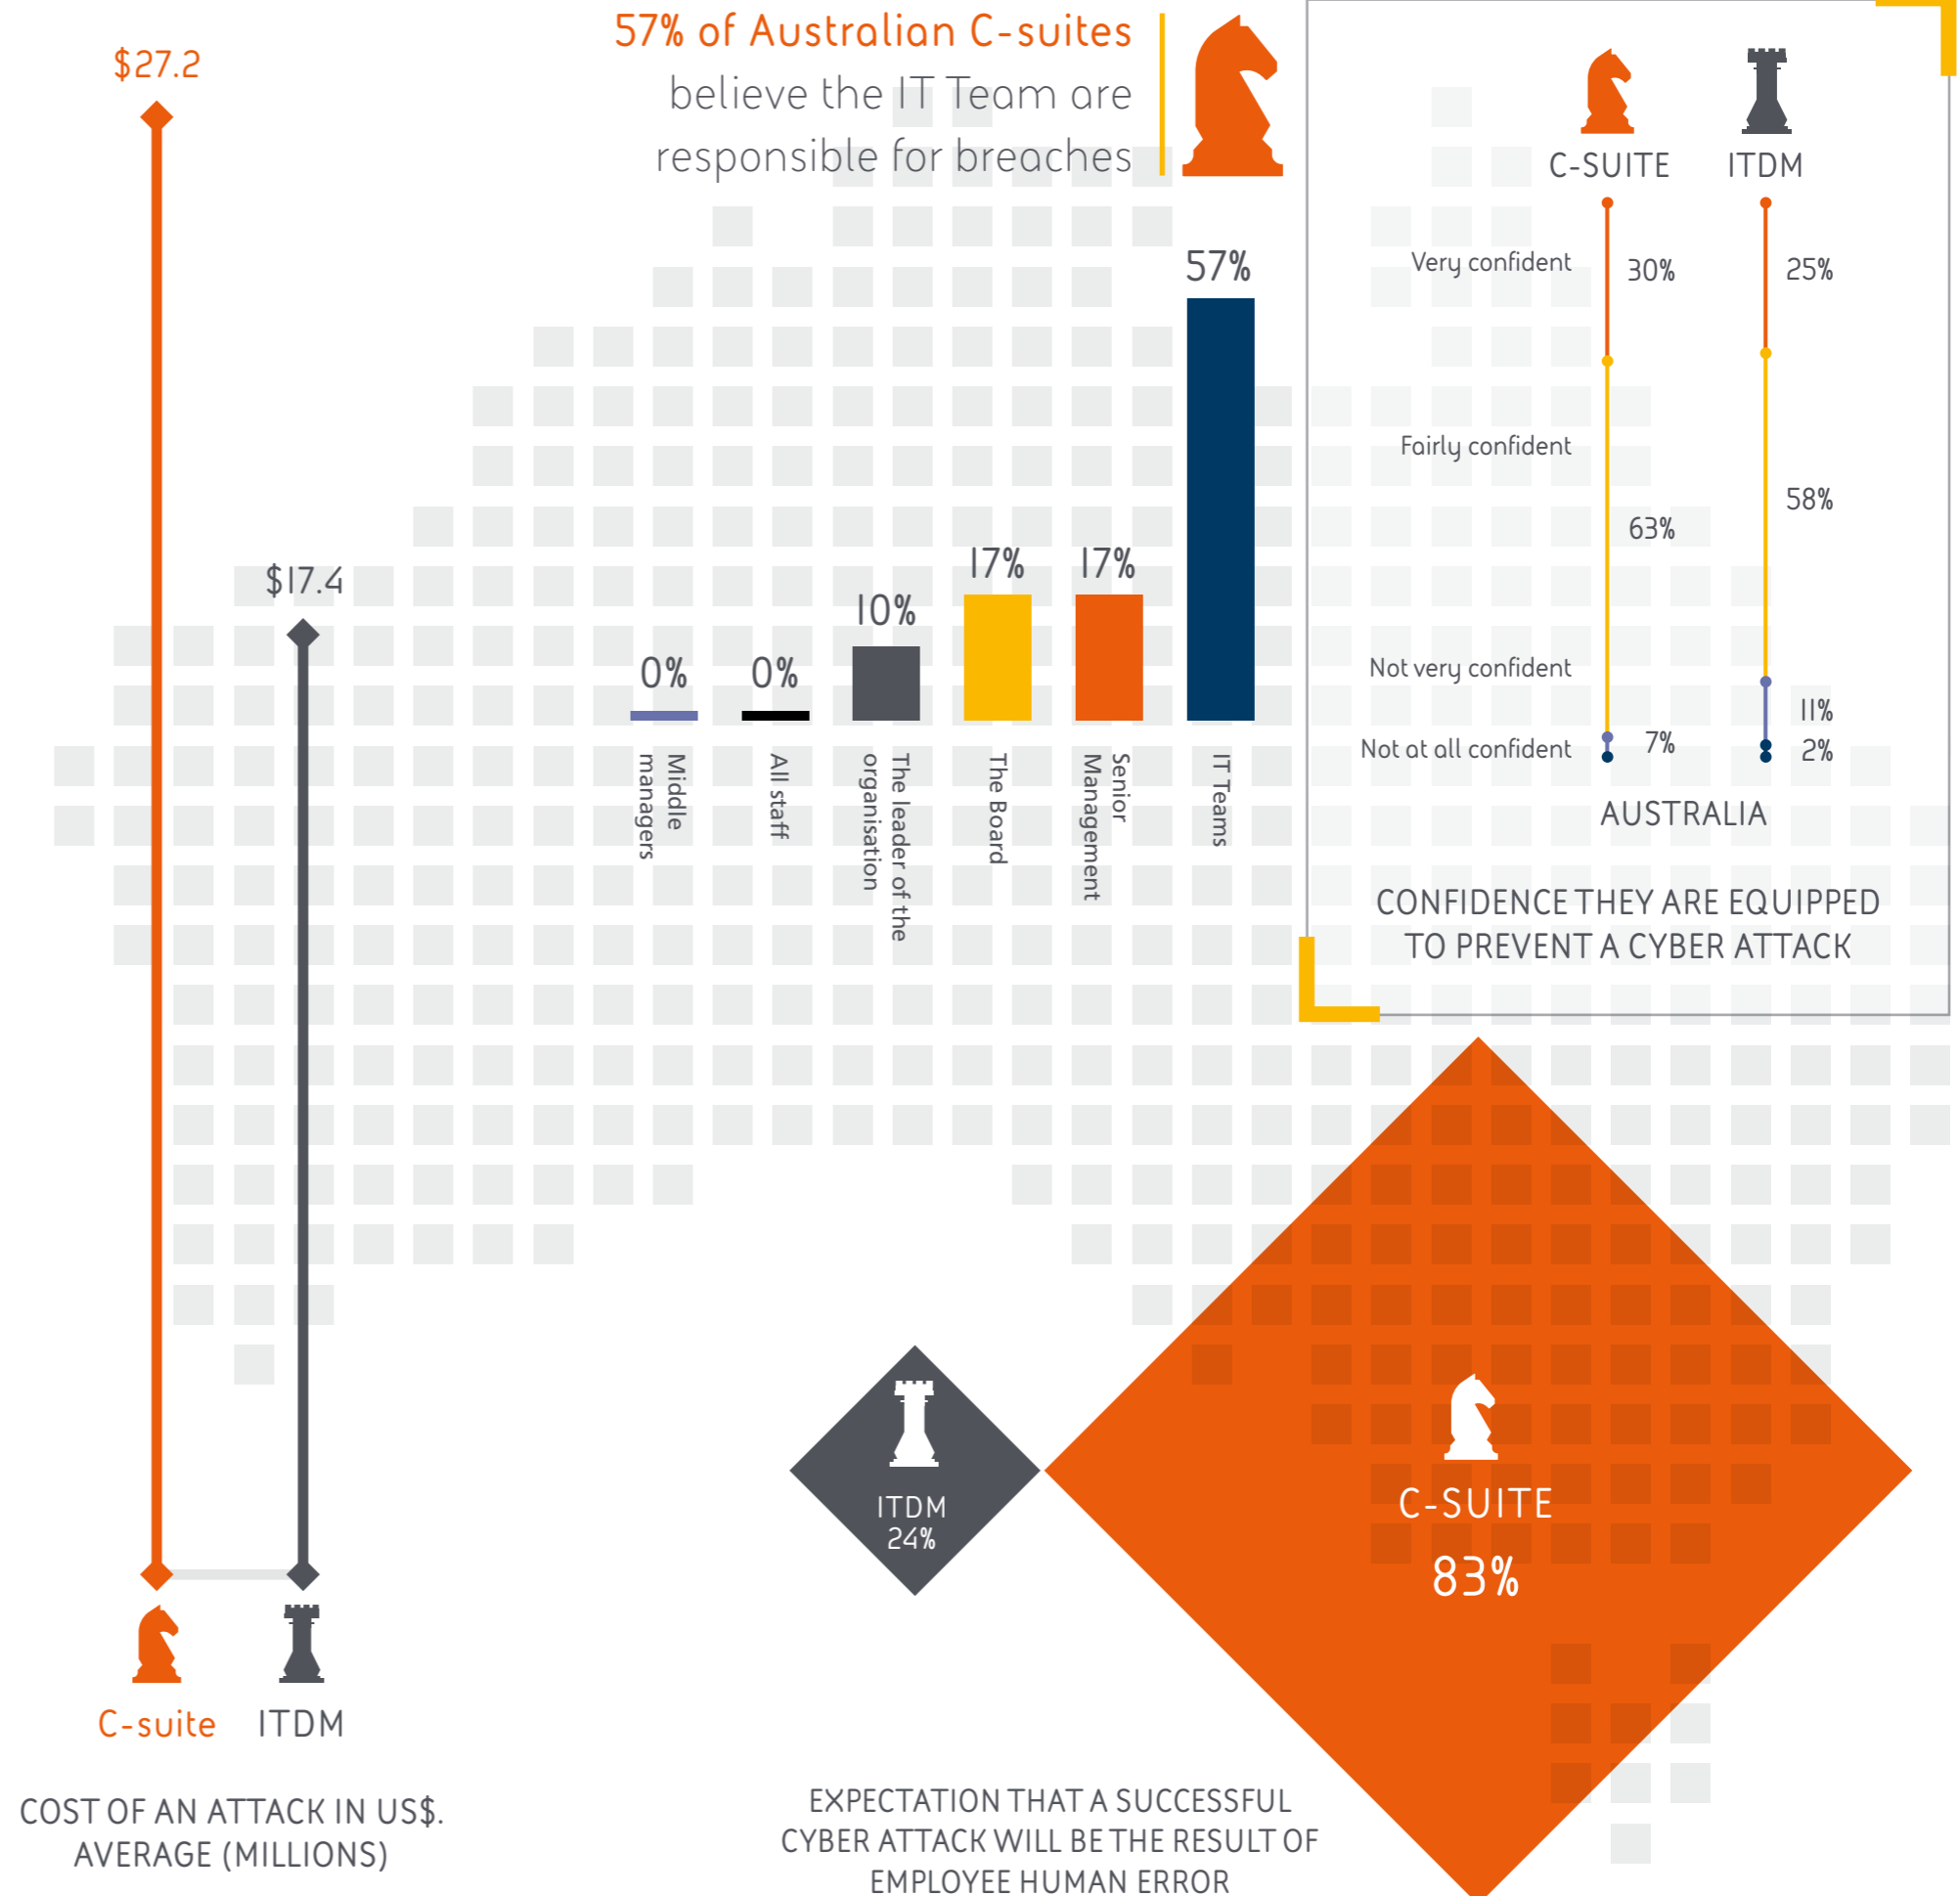 $27.2
$17.4
C-suite
ITDM
COST OF AN ATTACK IN US$.
AVERAGE (MILLIONS)
57% of Australian C-suites
believe the IT Team are
responsible for breaches
0%
0%
10%
17%
17%
57%
Middle
managers
All staff
The leader of the
organisation
The Board
Senior
Management
IT Teams
C-SUITE
ITDM
Very confident
30%
25%
Fairly confident
63%
58%
Not very confident
11%
Not at all confident
7%
2%
AUSTRALIA
CONFIDENCE THEY ARE EQUIPPED
TO PREVENT A CYBER ATTACK
ITDM
24%
C-SUITE
83%
EXPECTATION THAT A SUCCESSFUL
CYBER ATTACK WILL BE THE RESULT OF
EMPLOYEE HUMAN ERROR